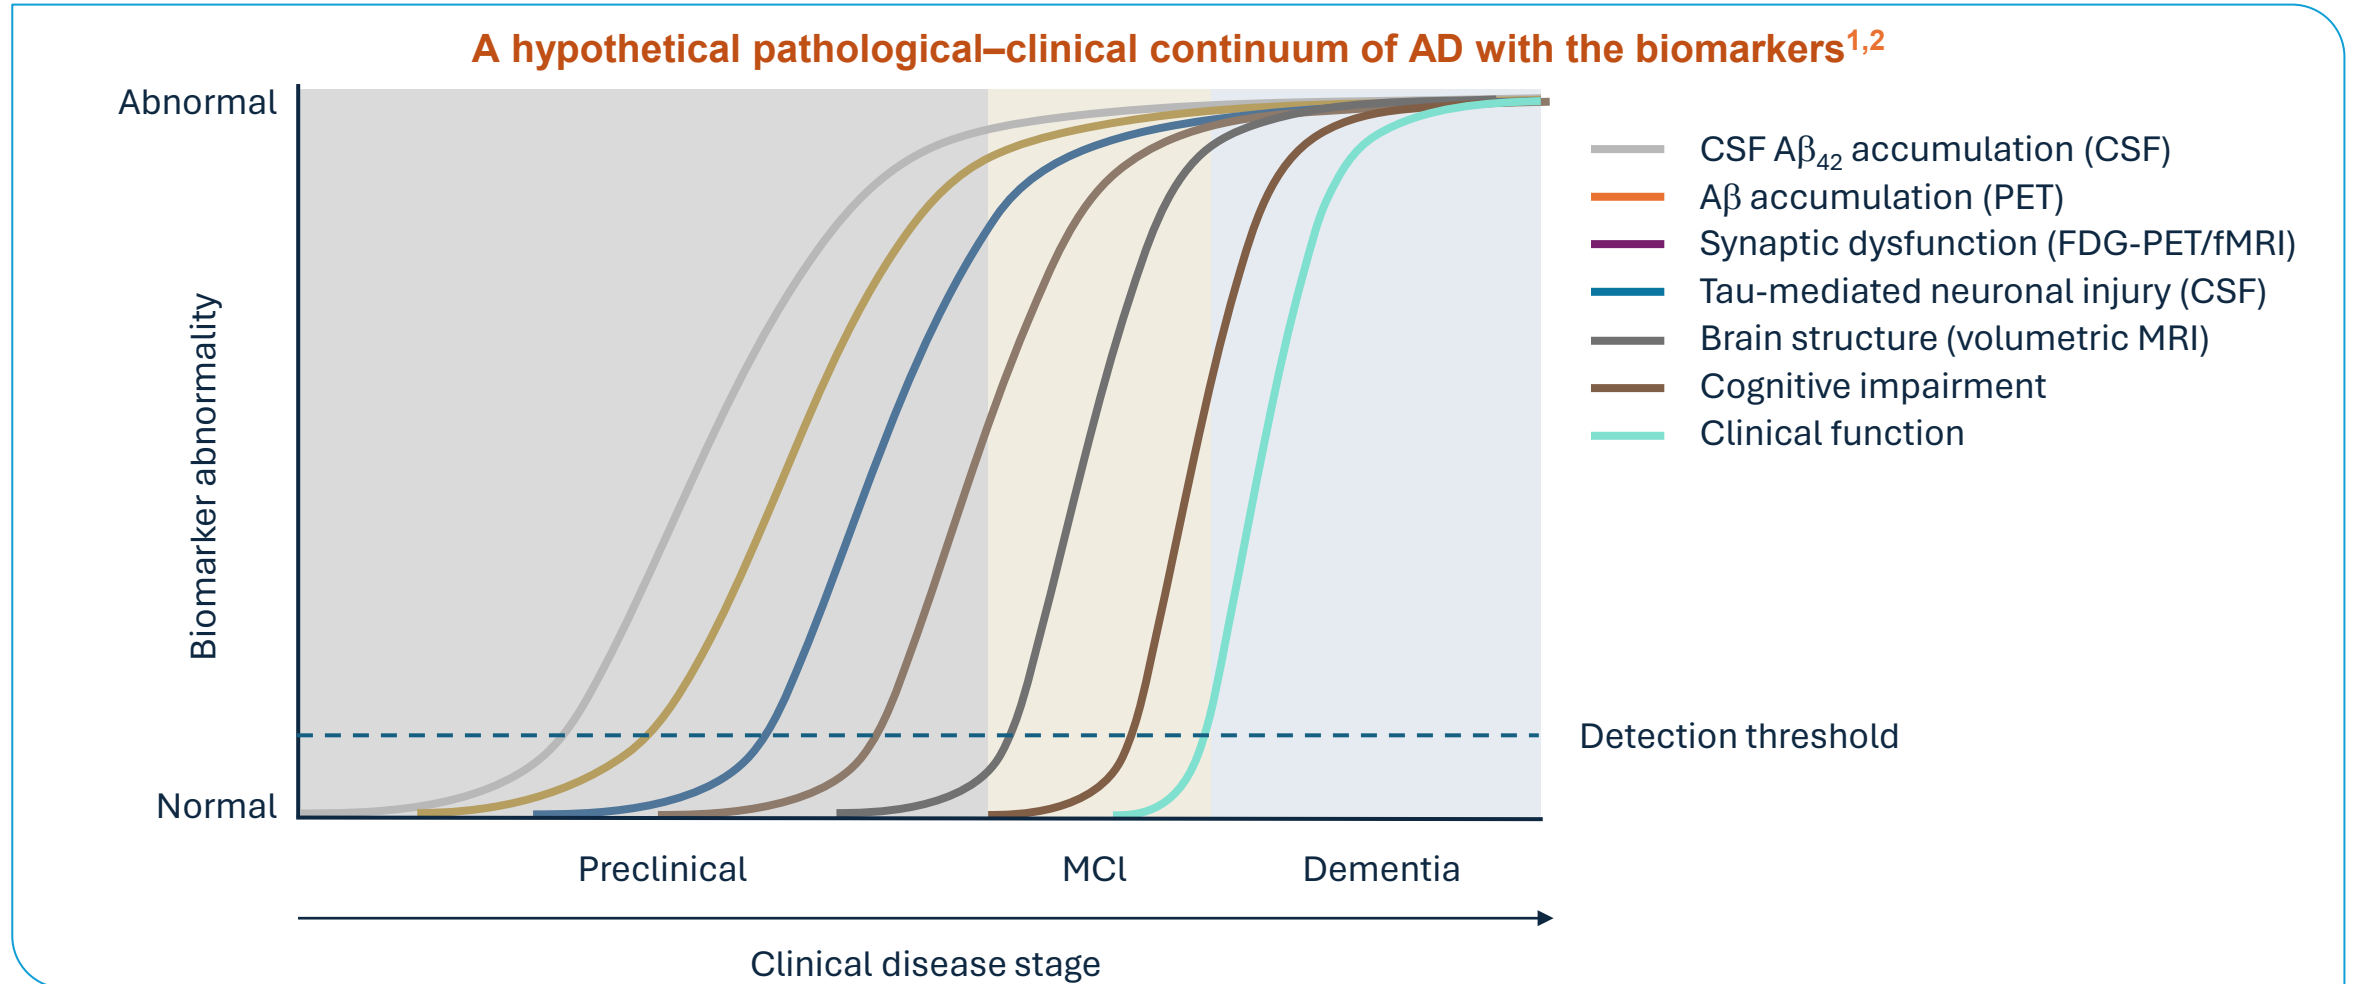 A hypothetical pathological–clinical continuum of AD with the biomarkers1,2
Abnormal
Biomarker abnormality
Normal
CSF Aβ42 accumulation (CSF)
Aβ accumulation (PET)
Synaptic dysfunction (FDG-PET/fMRI)
Tau-mediated neuronal injury (CSF)
Brain structure (volumetric MRI)
Cognitive impairment
Clinical function
Detection threshold
Preclinical
MCl
Dementia
Clinical disease stage